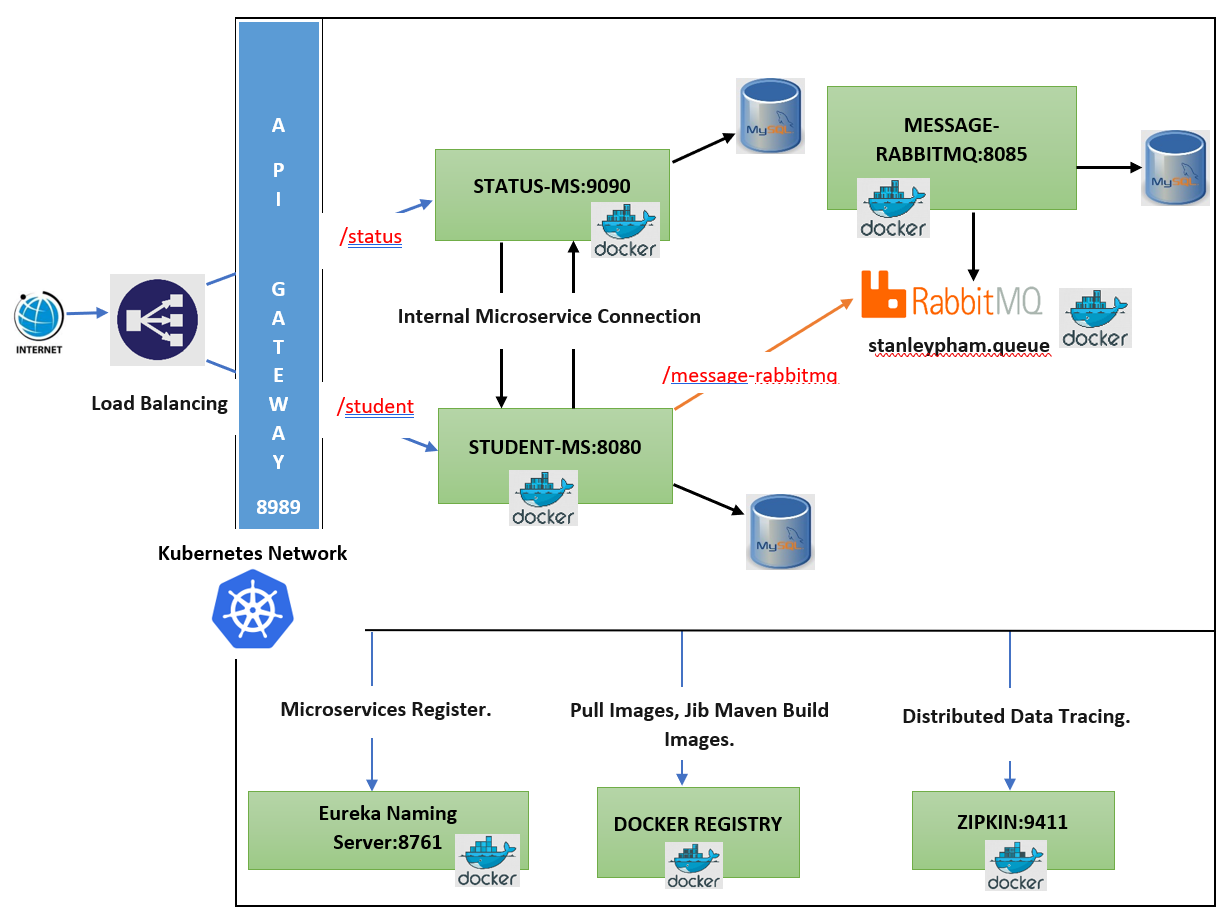 INTERNET
Load Balancing
A
P
I
G
A
T
E
W
A
Y
8989
Kubernetes Network
/status
/student
STATUS-MS:9090
docker
MySQL
Internal Microservice Connection
STUDENT-MS:8080
docker
MySQL
/message-rabbitmq
MESSAGE-
RABBITMQ:8085
docker
MySQL
RabbitMQ
stanleypham.queue
docker
Microservices Register.
Pull Images, Jib Maven Build
Images.
Distributed Data Tracing.
Eureka Naming
Server:8761
docker
DOCKER REGISTRY
docker
ZIPKIN:9411
docker